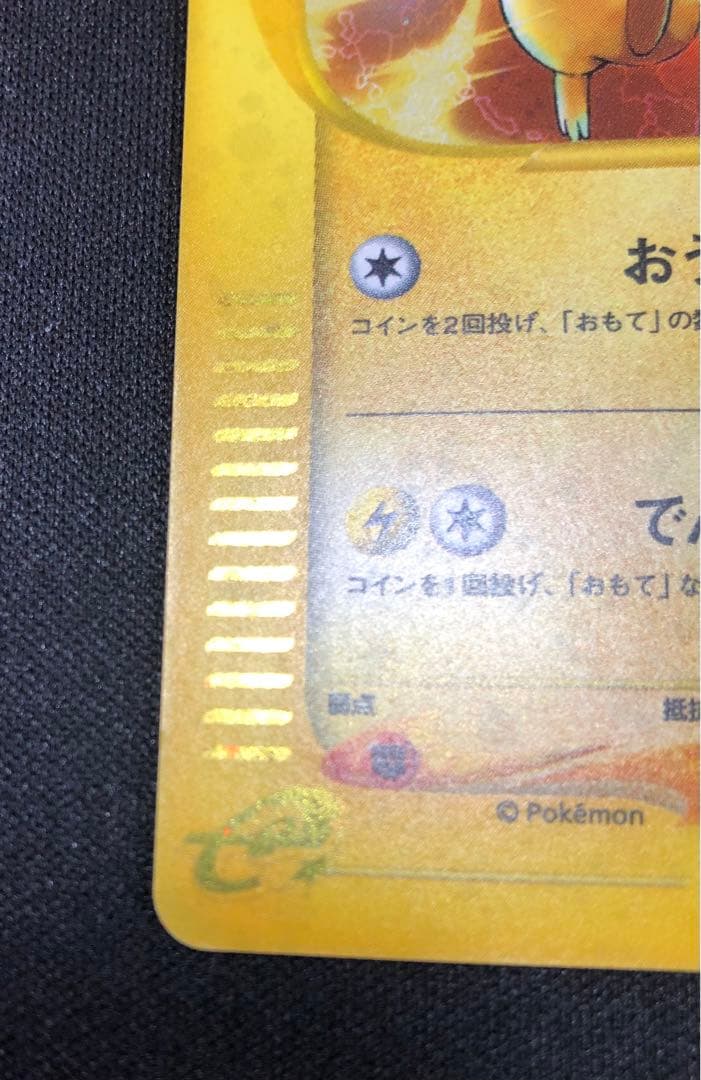 おう
コインを2回投げ、「おもて」の数
でん
コインを1回投げ、「おもて」な
弱点
抵抗
© Pokémon